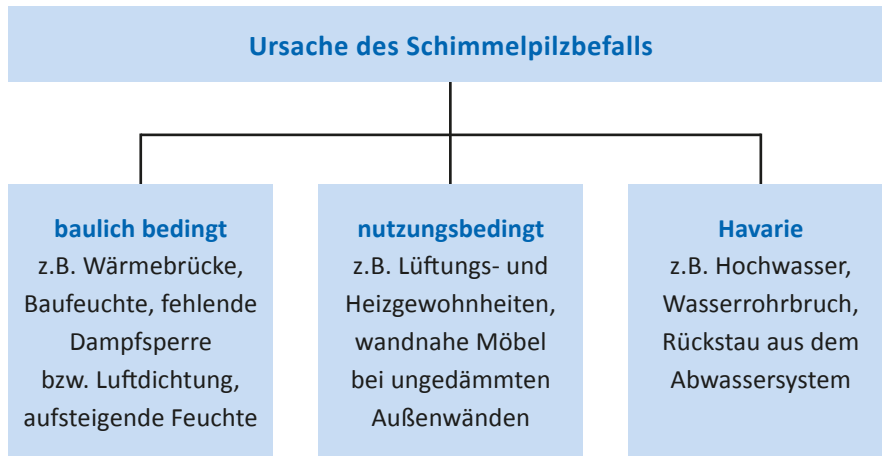 Ursache des Schimmelpilzbefalls
baulich bedingt
z.B. Wärmebrücke,
Baufeuchte, fehlende
Dampfsperre
bzw. Luftdichtung,
aufsteigende Feuchte
nutzungsbedingt
z.B. Lüftungs- und
Heizgewohnheiten,
wandnahe Möbel
bei ungedämmten
Außenwänden
Havarie
z.B. Hochwasser,
Wasserrohrbruch,
Rückstau aus dem
Abwassersystem